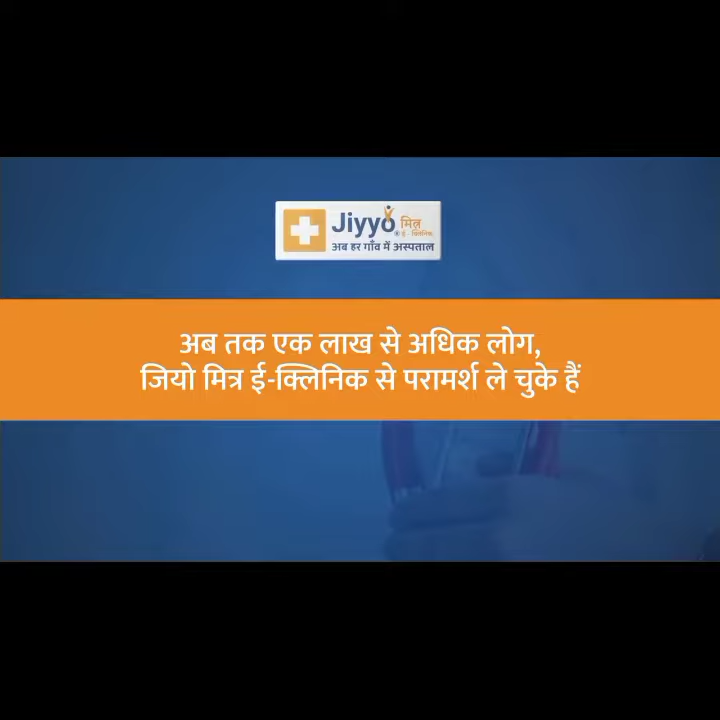 Jiyyo मित्र
ई - क्लिनिक
अब हर गाँव में अस्पताल
अब तक एक लाख से अधिक लोग,
जियो मित्र ई-क्लिनिक से परामर्श ले चुके हैं